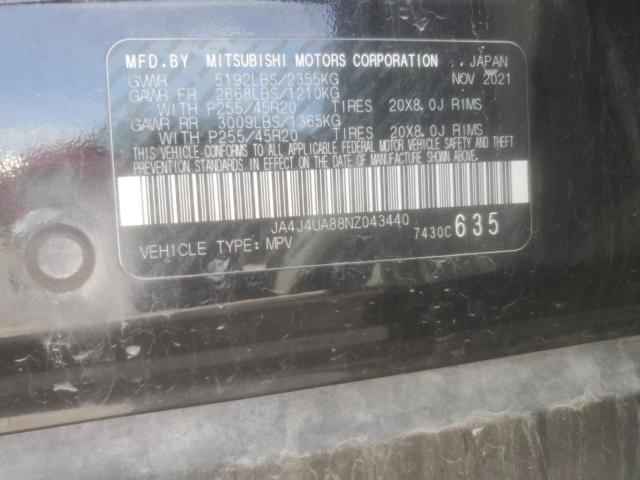 MFD.BY MITSUBISHI MOTORS CORPORATION ..JAPAN
GVWR 5192LBS/2355KG NOV 2021
GAWR FR 2668LBS/1210KG
WITH P255/45R20 TIRES 20X8.0J RIMS
GAWR RR 3009LBS/1365KG
WITH P255/45R20 TIRES 20X8.0J RIMS
THIS VEHICLE CONFORMS TO ALL APPLICABLE FEDERAL MOTOR VEHICLE SAFETY AND THEFT
PREVENTION STANDARDS IN EFFECT ON THE DATE OF MANUFACTURE SHOWN ABOVE.
JA4J4UA88NZ043440
7430C 635
VEHICLE TYPE: MPV